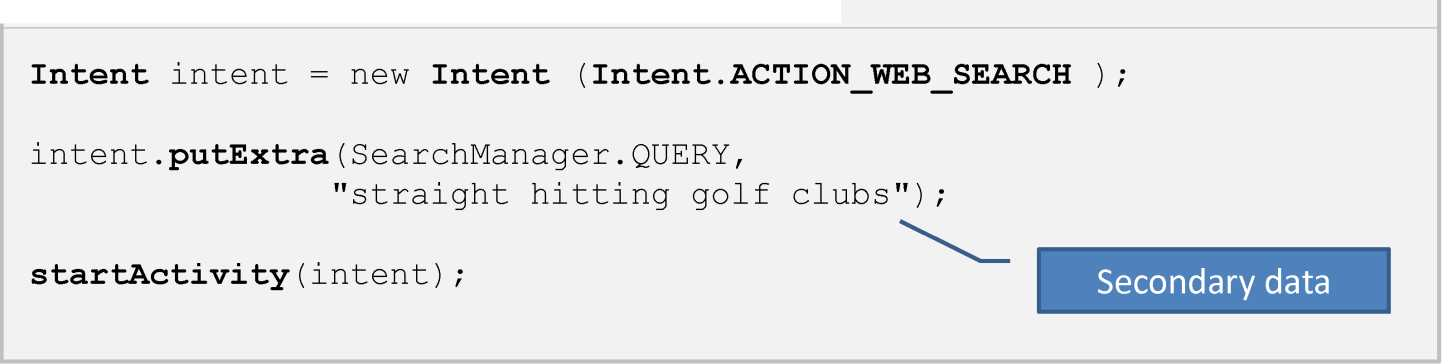 Intent intent = new Intent (Intent.ACTION_WEB_SEARCH );
intent.putExtra(SearchManager.QUERY,
"straight hitting golf clubs");
startActivity(intent);
Secondary data